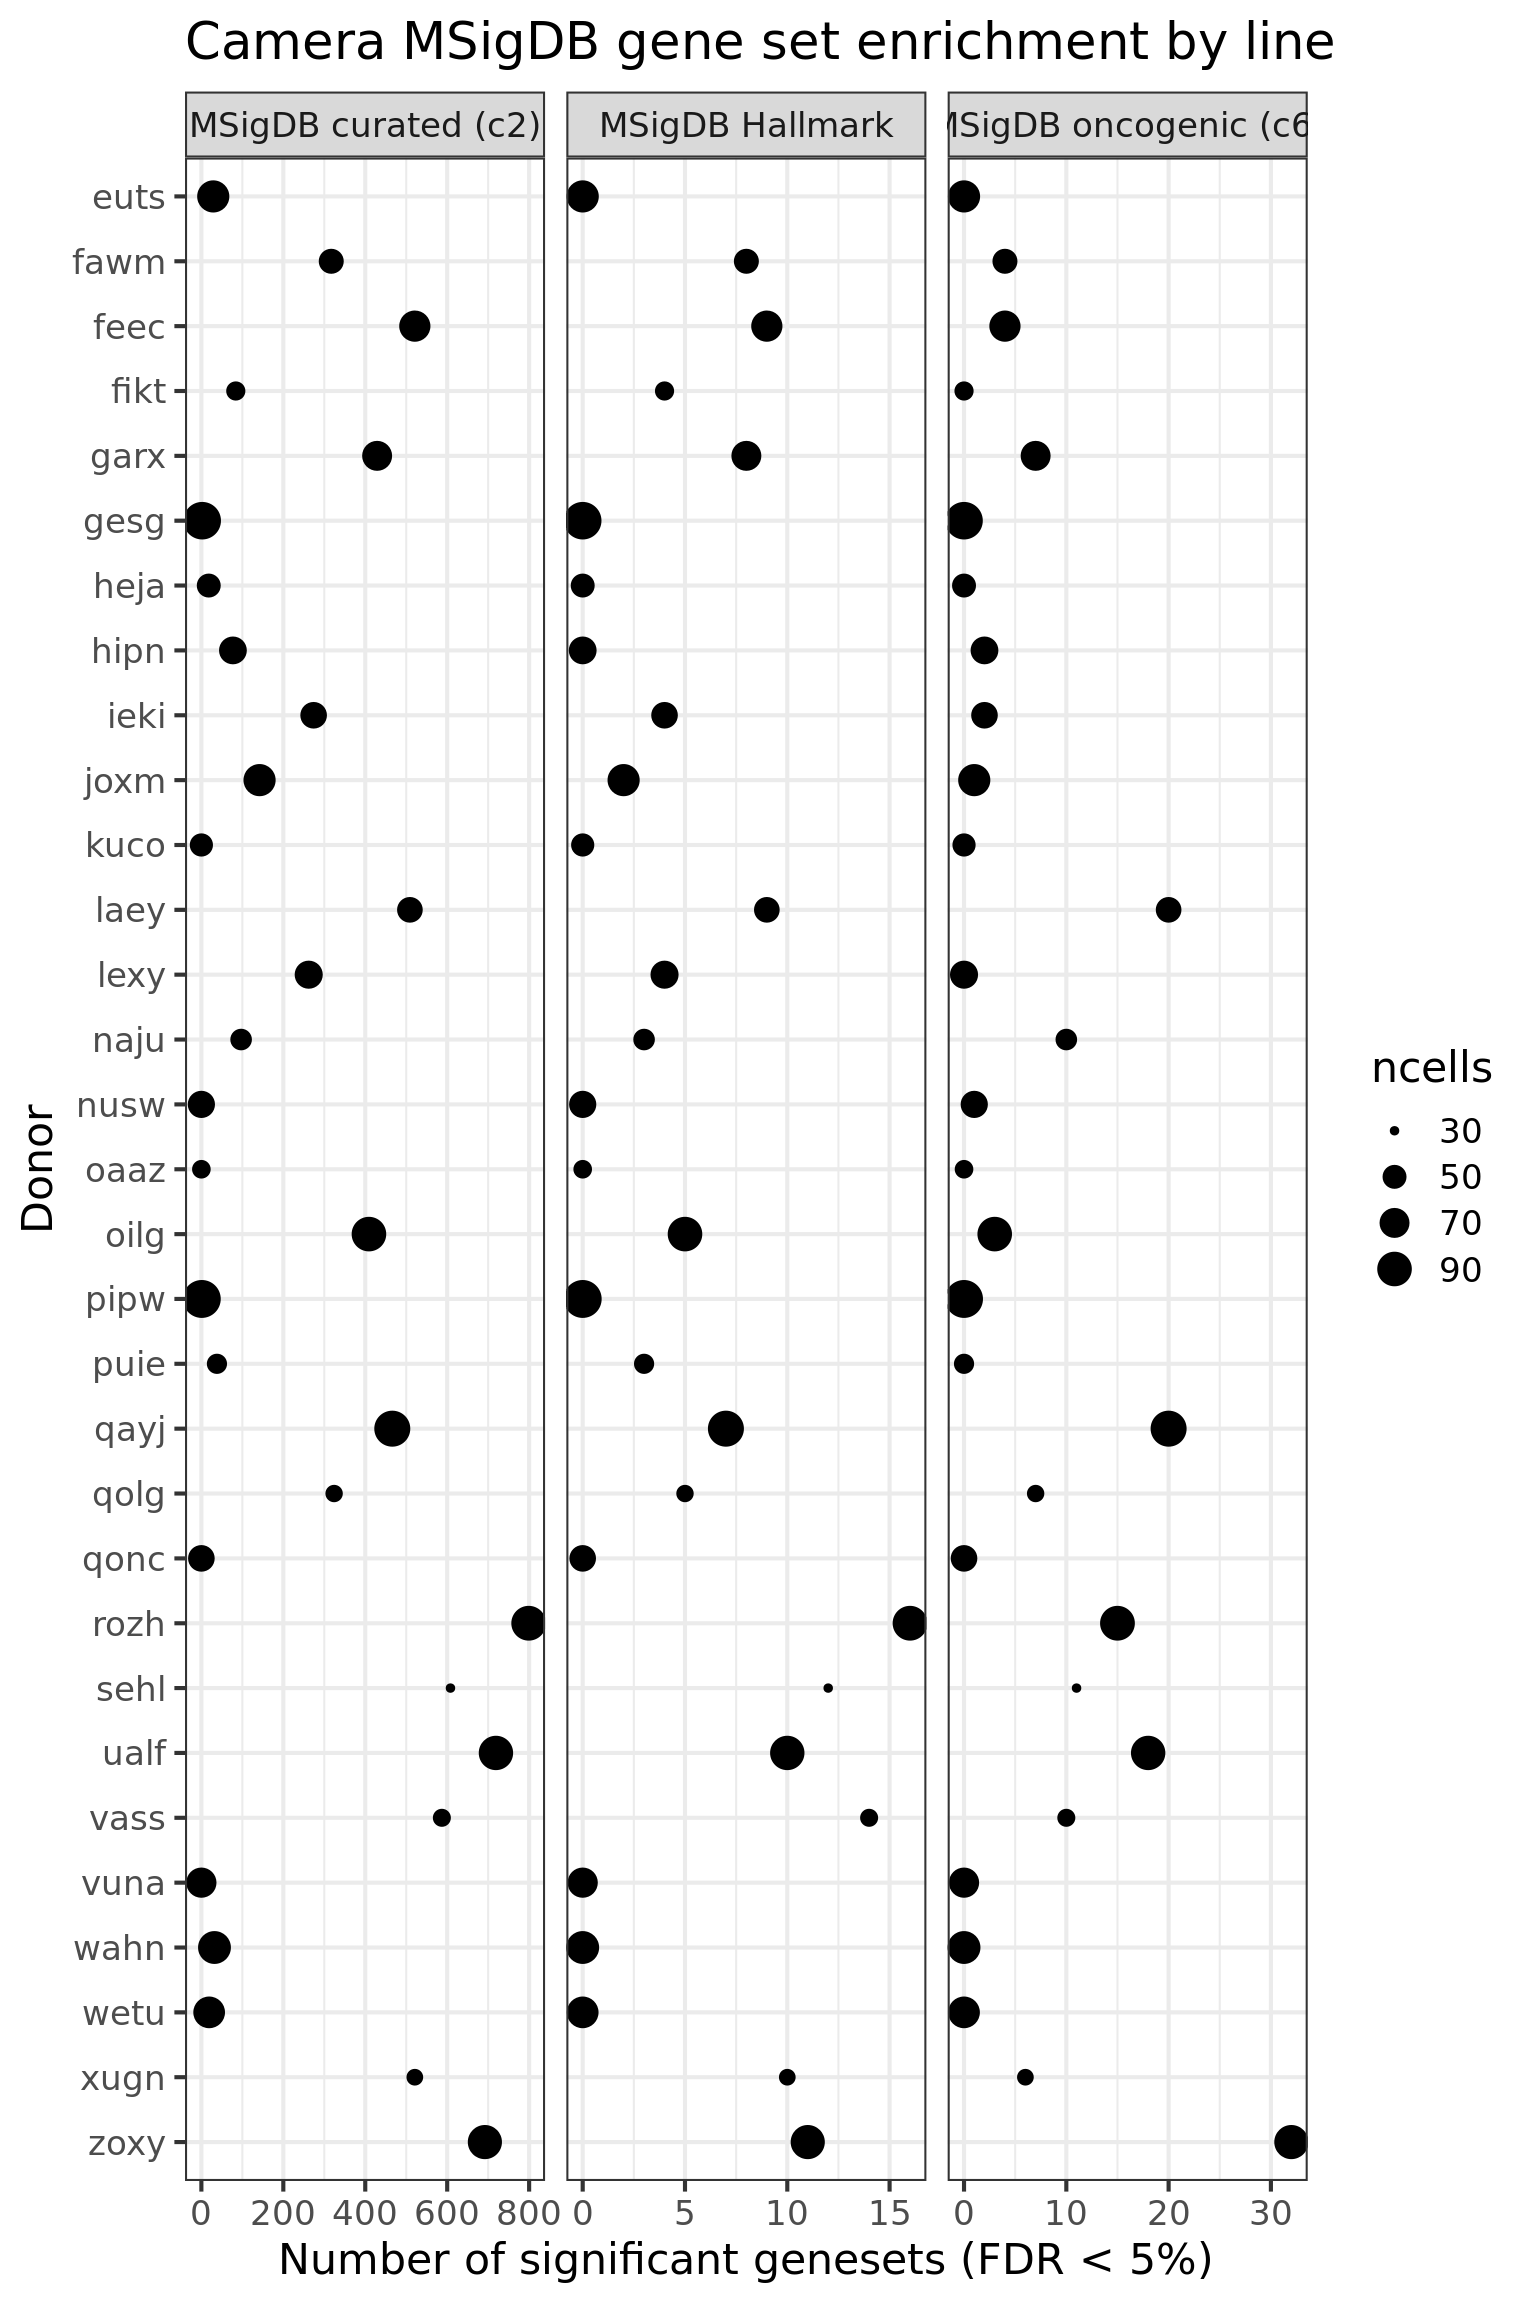 Camera MSigDB gene set enrichment by line
MSigDB curated (c2)
MSigDB Hallmark
MSigDB oncogenic (c6
euts
fawm
feec
fikt
garx
gesg
heja
hipn
ieki
joxm
kuco
laey
lexy
naju
nusw
oaaz
oilg
pipw
puie
qayj
qolg
qonc
rozh
sehl
ualf
vass
vuna
wahn
wetu
xugn
zoxy
Donor
0 200 400 600 800
0 5 10 15
0 10 20 30
Number of significant genesets (FDR < 5%)
ncells
30
50
70
90